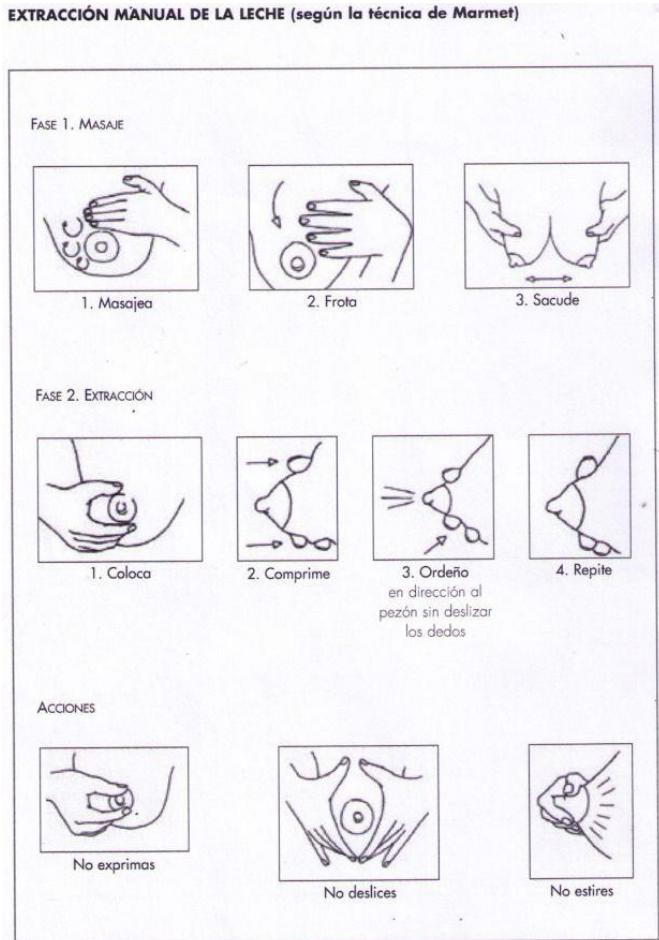 EXTRACCIÓN MANUAL DE LA LECHE (según la técnica de Marmet)
FASE 1. MASAJE
1. Masajea
2. Frota
3. Sacude
FASE 2. EXTRACCIÓN
1. Coloca
2. Comprime
3. Ordeño
en dirección al
pezón sin deslizar
los dedos
4. Repite
ACCIONES
No exprimas
No deslices
No estires